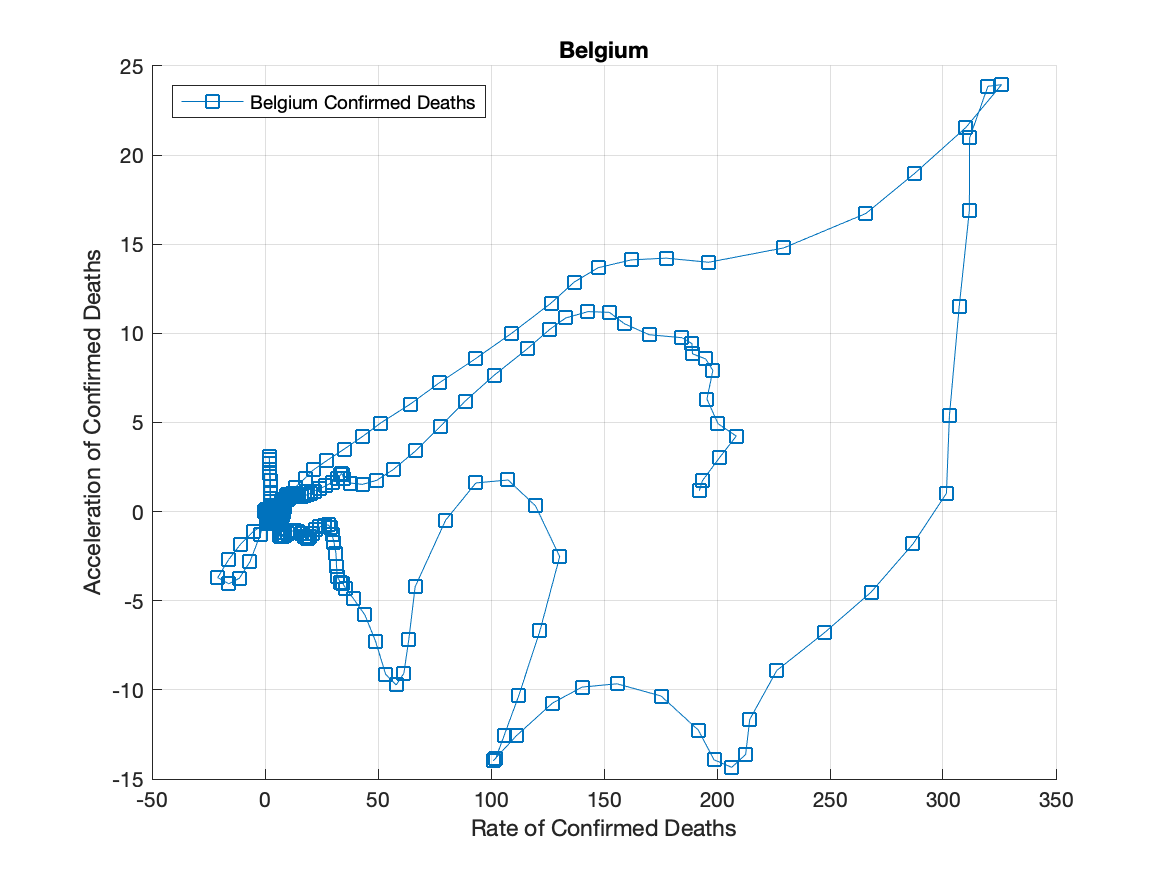 Belgium
Belgium Confirmed Deaths
25
20
15
10
5
0
-5
-10
-15
-50 0 50 100 150 200 250 300 350
Acceleration of Confirmed Deaths
Rate of Confirmed Deaths